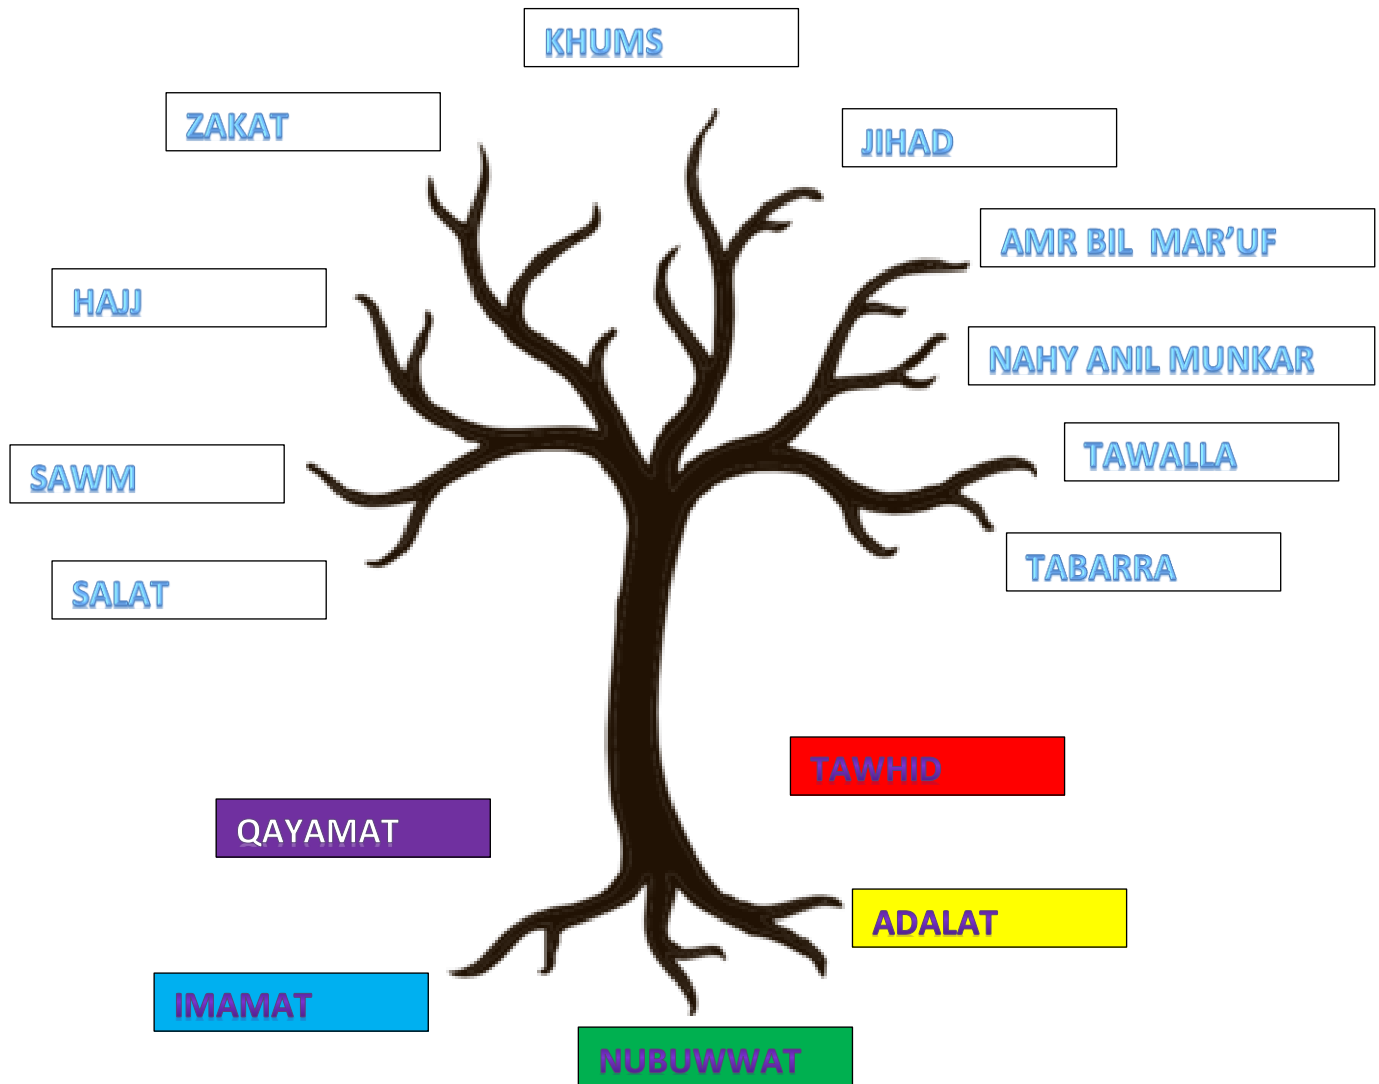 KHUMS
ZAKAT
JIHAD
AMR BIL  MAR’UF
HAJJ
NAHY ANIL MUNKAR
TAWALLA
SAWM
TABARRA
SALAT
TAWHID
QAYAMAT
ADALAT
IMAMAT
NUBUWWAT